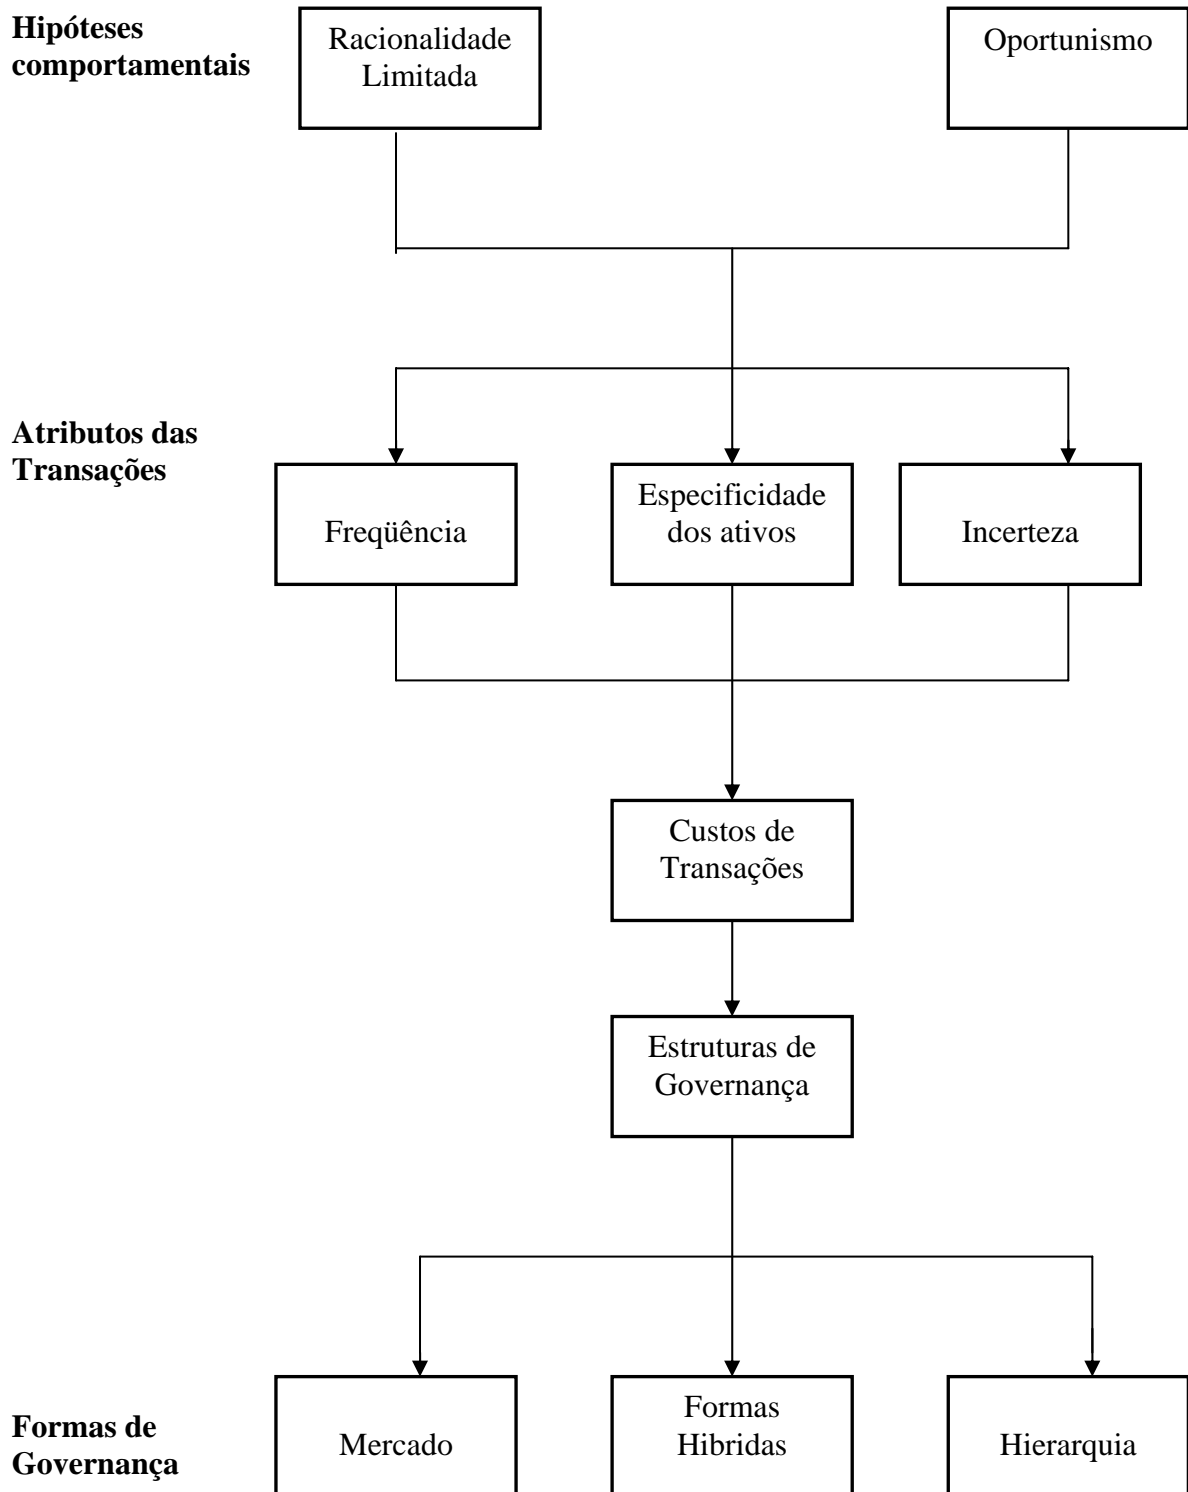 Hipóteses
comportamentais
Racionalidade
Limitada
Oportunismo
Atributos das
Transações
Freqüência
Especificidade
dos ativos
Incerteza
Custos de
Transações
Estruturas de
Governança
Formas de
Governança
Mercado
Formas
Hibridas
Hierarquia